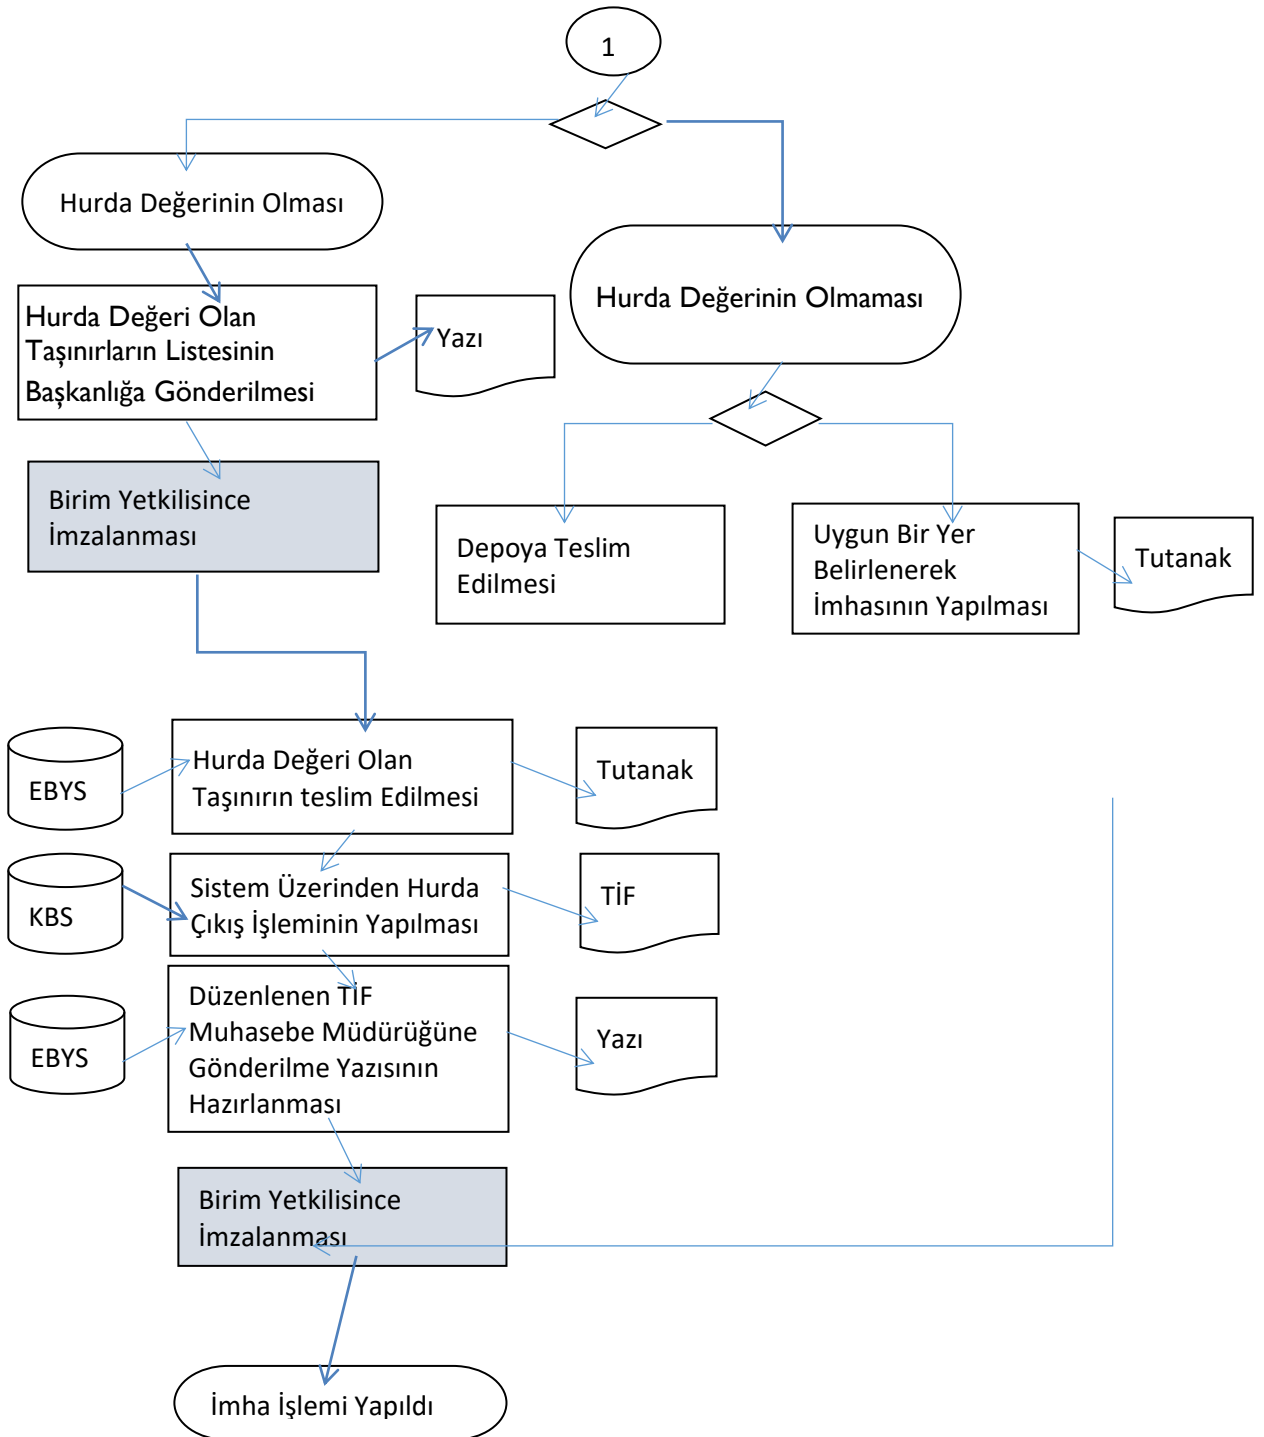 1
Hurda Değerinin Olması
Hurda Değerinin Olmaması
Hurda Değeri Olan
Taşınırların Listesinin
Başkanlığa Gönderilmesi
Yazı
Birim Yetkilisince
İmzalanması
Depoya Teslim
Edilmesi
Uygun Bir Yer
Belirlenerek
İmhasının Yapılması
Tutanak
EBYS
Hurda Değeri Olan
Taşınırın teslim Edilmesi
Tutanak
KBS
Sistem Üzerinden Hurda
Çıkış İşleminin Yapılması
TİF
EBYS
Düzenlenen TİF
Muhasebe Müdürüğüne
Gönderilme Yazısının
Hazırlanması
Yazı
Birim Yetkilisince
İmzalanması
İmha İşlemi Yapıldı